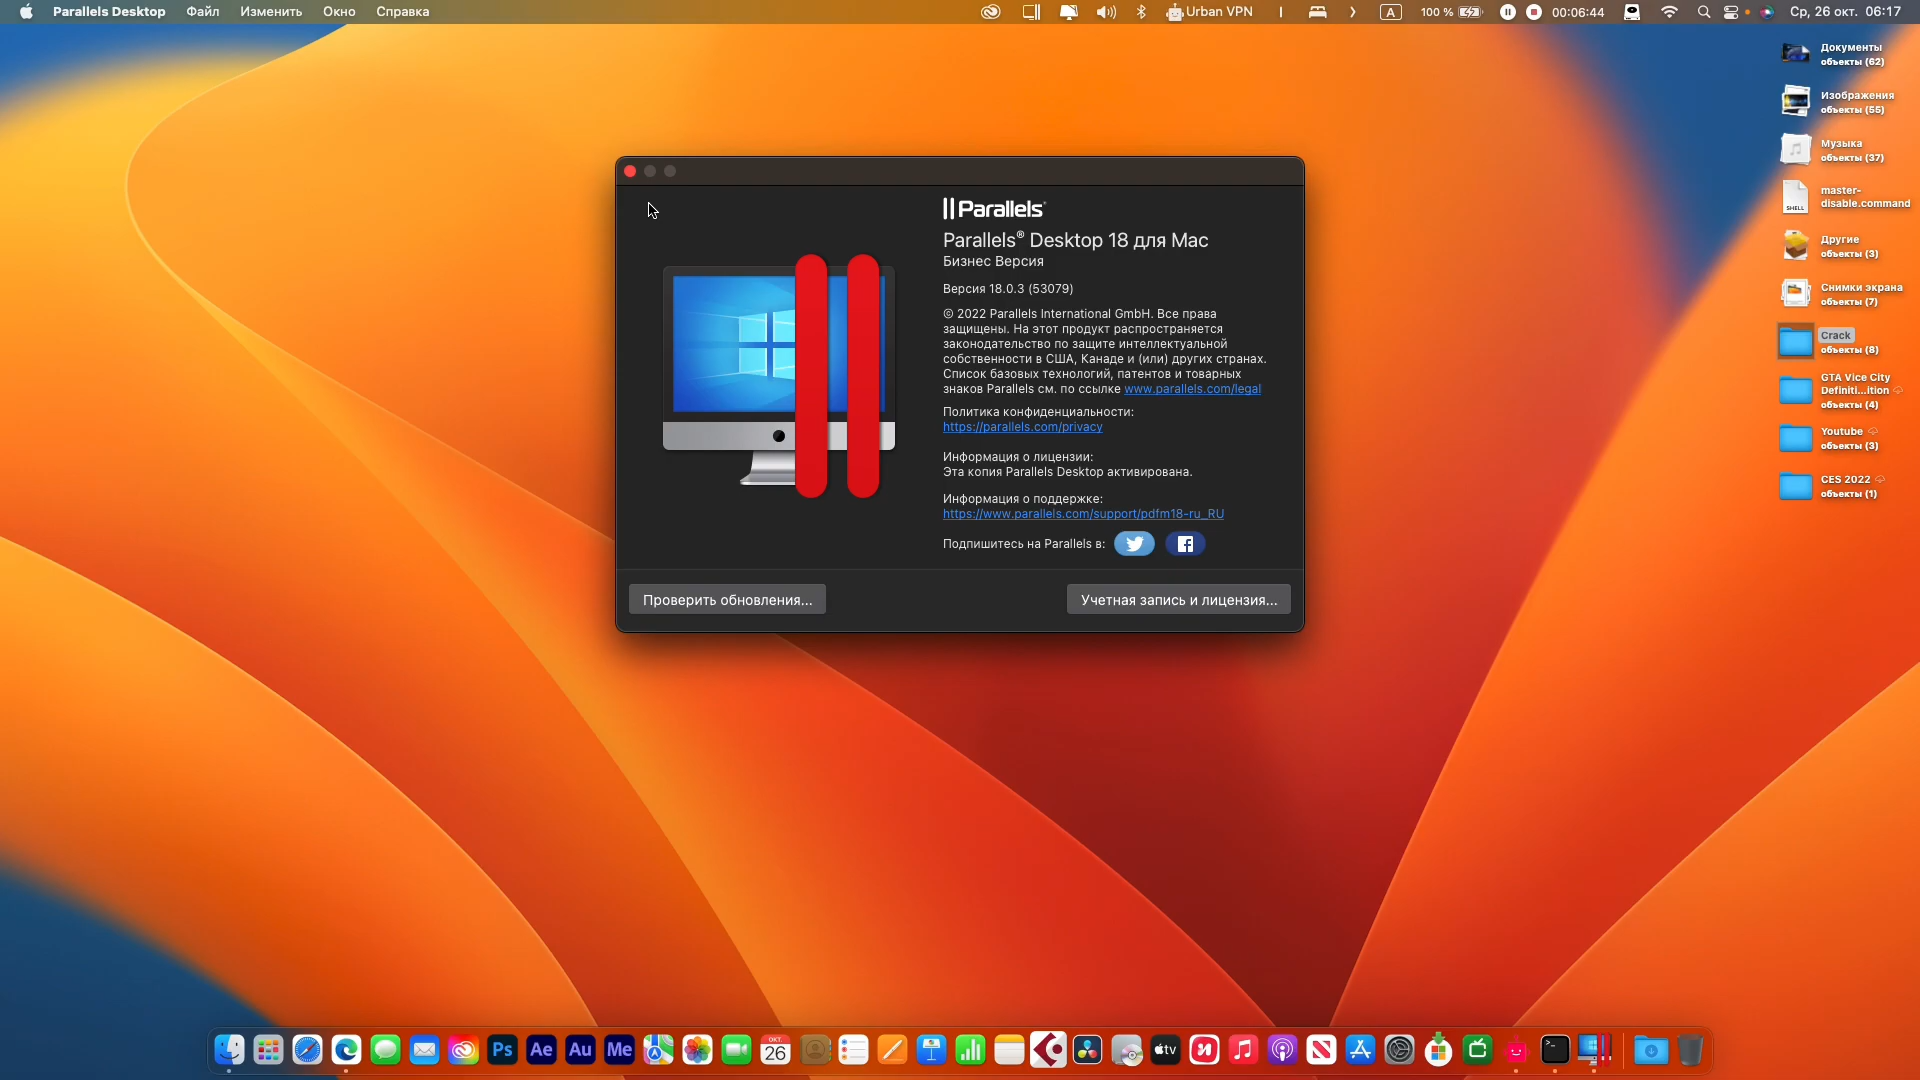 Parallels Desktop Файл Изменить Окно Справка
Urban VPN A 100 % 00:06:44 Ср, 26 окт. 06:17
Документы
объекты (62)
Изображения
объекты (55)
Музыка
объекты (37)
SHELL
master-
disable.command
Другие
объекты (3)
Снимки экрана
объекты (7)
Crack
объекты (8)
GTA Vice City
Definiti...ition
объекты (4)
Youtube
объекты (3)
CES 2022
объекты (1)
Parallels®
Parallels® Desktop 18 для Mac
Бизнес Версия
Версия 18.0.3 (53079)
© 2022 Parallels International GmbH. Все права
защищены. На этот продукт распространяется
законодательство по защите интеллектуальной
собственности в США, Канаде и (или) других странах.
Список базовых технологий, патентов и товарных
знаков Parallels см. по ссылке www.parallels.com/legal
Политика конфиденциальности:
https://parallels.com/privacy
Информация о лицензии:
Эта копия Parallels Desktop активирована.
Информация о поддержке:
https://www.parallels.com/support/pdfm18-ru_RU
Подпишитесь на Parallels в:
Проверить обновления...
Учетная запись и лицензия...
Ps Ae Au Me
ОКТ.
26
tv